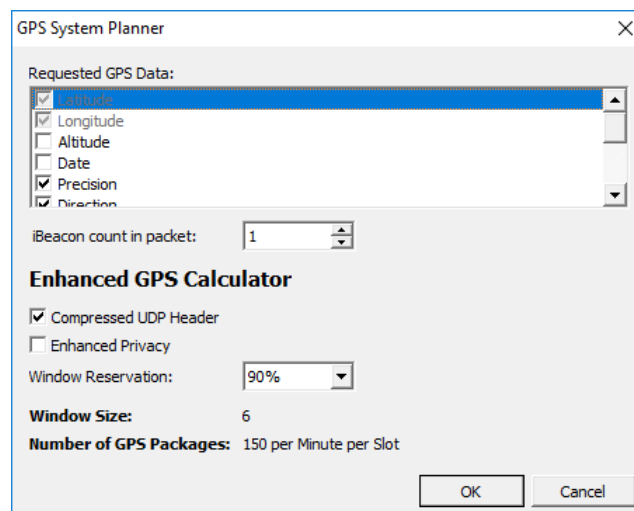 GPS System Planner
Requested GPS Data:
Latitude
Longitude
Altitude
Date
Precision
Direction
iBeacon count in packet: 1
Enhanced GPS Calculator
Compressed UDP Header
Enhanced Privacy
Window Reservation: 90%
Window Size: 6
Number of GPS Packages: 150 per Minute per Slot
OK Cancel